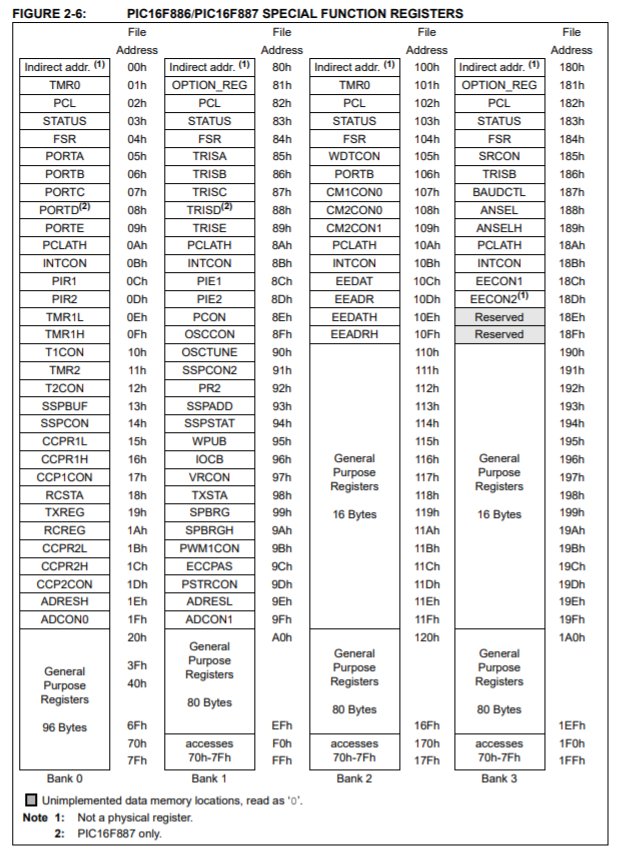 FIGURE 2-6: PIC16F886/PIC16F887 SPECIAL FUNCTION REGISTERS
File File File File
Address Address Address Address
Indirect addr. (1) 00h Indirect addr. (1) 80h Indirect addr. (1) 100h Indirect addr. (1) 180h
TMR0 01h OPTION_REG 81h TMR0 101h OPTION_REG 181h
PCL 02h PCL 82h PCL 102h PCL 182h
STATUS 03h STATUS 83h STATUS 103h STATUS 183h
FSR 04h FSR 84h FSR 104h FSR 184h
PORTA 05h TRISA 85h WDTCON 105h SRCON 185h
PORTB 06h TRISB 86h PORTB 106h TRISB 186h
PORTC 07h TRISC 87h CM1CON0 107h BAUDCTL 187h
PORTD(2) 08h TRISD(2) 88h CM2CON0 108h ANSEL 188h
PORTE 09h TRISE 89h CM2CON1 109h ANSELH 189h
PCLATH 0Ah PCLATH 8Ah PCLATH 10Ah PCLATH 18Ah
INTCON 0Bh INTCON 8Bh INTCON 10Bh INTCON 18Bh
PIR1 0Ch PIE1 8Ch EEDAT 10Ch EECON1 18Ch
PIR2 0Dh PIE2 8Dh EEADR 10Dh EECON2(1) 18Dh
TMR1L 0Eh PCON 8Eh EEDATH 10Eh Reserved 18Eh
TMR1H 0Fh OSCCON 8Fh EEADRH 10Fh Reserved 18Fh
T1CON 10h OSCTUNE 90h 110h 190h
TMR2 11h SSPCON2 91h 111h 191h
T2CON 12h PR2 92h 112h 192h
SSPBUF 13h SSPADD 93h 113h 193h
SSPCON 14h SSPSTAT 94h 114h 194h
CCPR1L 15h WPUB 95h 115h 195h
CCPR1H 16h IOCB 96h General 116h General 196h
CCP1CON 17h VRCON 97h Purpose 117h Purpose 197h
RCSTA 18h TXSTA 98h Registers 118h Registers 198h
TXREG 19h SPBRG 99h 16 Bytes 119h 16 Bytes 199h
RCREG 1Ah SPBRGH 9Ah 11Ah 19Ah
CCPR2L 1Bh PWM1CON 9Bh 11Bh 19Bh
CCPR2H 1Ch ECCPAS 9Ch 11Ch 19Ch
CCP2CON 1Dh PSTRCON 9Dh 11Dh 19Dh
ADRESH 1Eh ADRESL 9Eh 11Eh 19Eh
ADCON0 1Fh ADCON1 9Fh 11Fh 19Fh
20h General A0h 120h 1A0h
General 3Fh Purpose General General
Purpose 40h Registers Purpose Purpose
Registers Registers Registers
80 Bytes 80 Bytes 80 Bytes
96 Bytes 6Fh EFh 16Fh 1EFh
70h accesses F0h accesses 170h accesses 1F0h
7Fh 70h-7Fh FFh 70h-7Fh 17Fh 70h-7Fh 1FFh
Bank 0 Bank 1 Bank 2 Bank 3
Unimplemented data memory locations, read as '0'.
Note 1: Not a physical register.
2: PIC16F887 only.